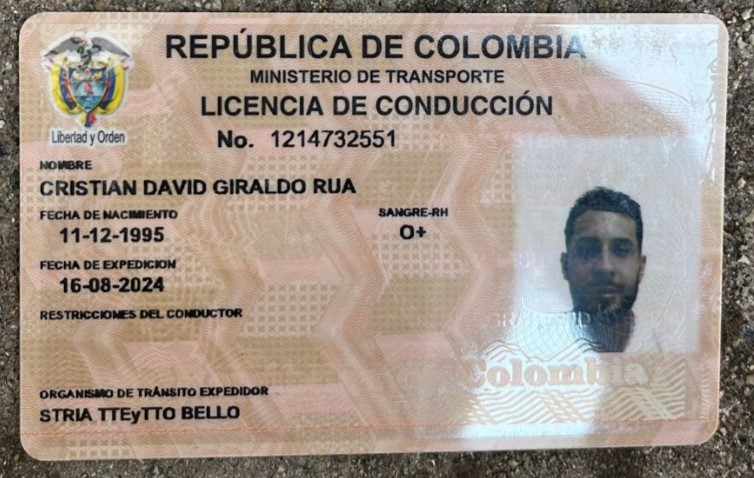 REPÚBLICA DE COLOMBIA
MINISTERIO DE TRANSPORTE
LICENCIA DE CONDUCCIÓN
Libertad y Orden
No. 1214732551
NOMBRE
CRISTIAN DAVID GIRALDO RUA
FECHA DE NACIMIENTO
11-12-1995
SANGRE-RH
O+
FECHA DE EXPEDICION
16-08-2024
RESTRICCIONES DEL CONDUCTOR
Colombia
ORGANISMO DE TRÁNSITO EXPEDIDOR
STRIA TTEyTTO BELLO